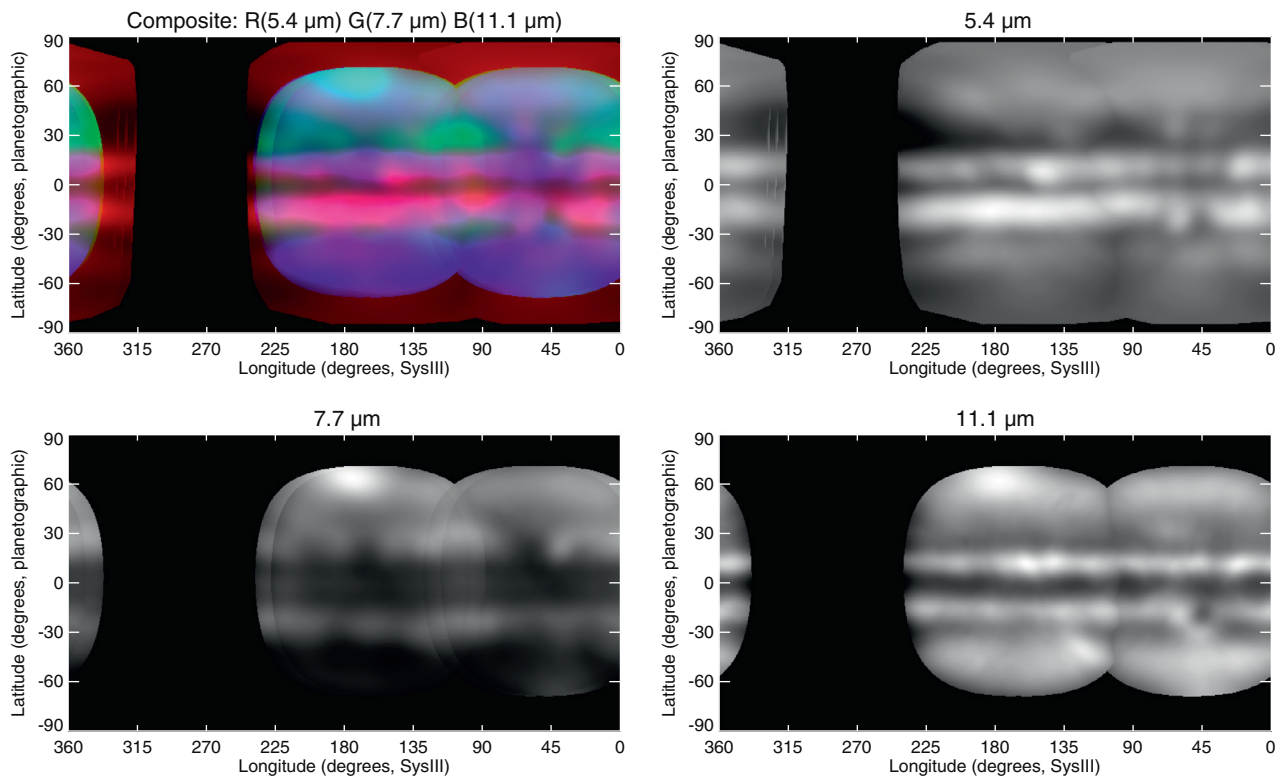 Composite: R(5.4 µm) G(7.7 µm) B(11.1 µm)
90
60
30
0
-30
-60
-90
Latitude (degrees, planetographic)
360 315 270 225 180 135 90 45 0
Longitude (degrees, SysIII)
5.4 µm
90
60
30
0
-30
-60
-90
Latitude (degrees, planetographic)
360 315 270 225 180 135 90 45 0
Longitude (degrees, SysIII)
7.7 µm
90
60
30
0
-30
-60
-90
Latitude (degrees, planetographic)
360 315 270 225 180 135 90 45 0
Longitude (degrees, SysIII)
11.1 µm
90
60
30
0
-30
-60
-90
Latitude (degrees, planetographic)
360 315 270 225 180 135 90 45 0
Longitude (degrees, SysIII)